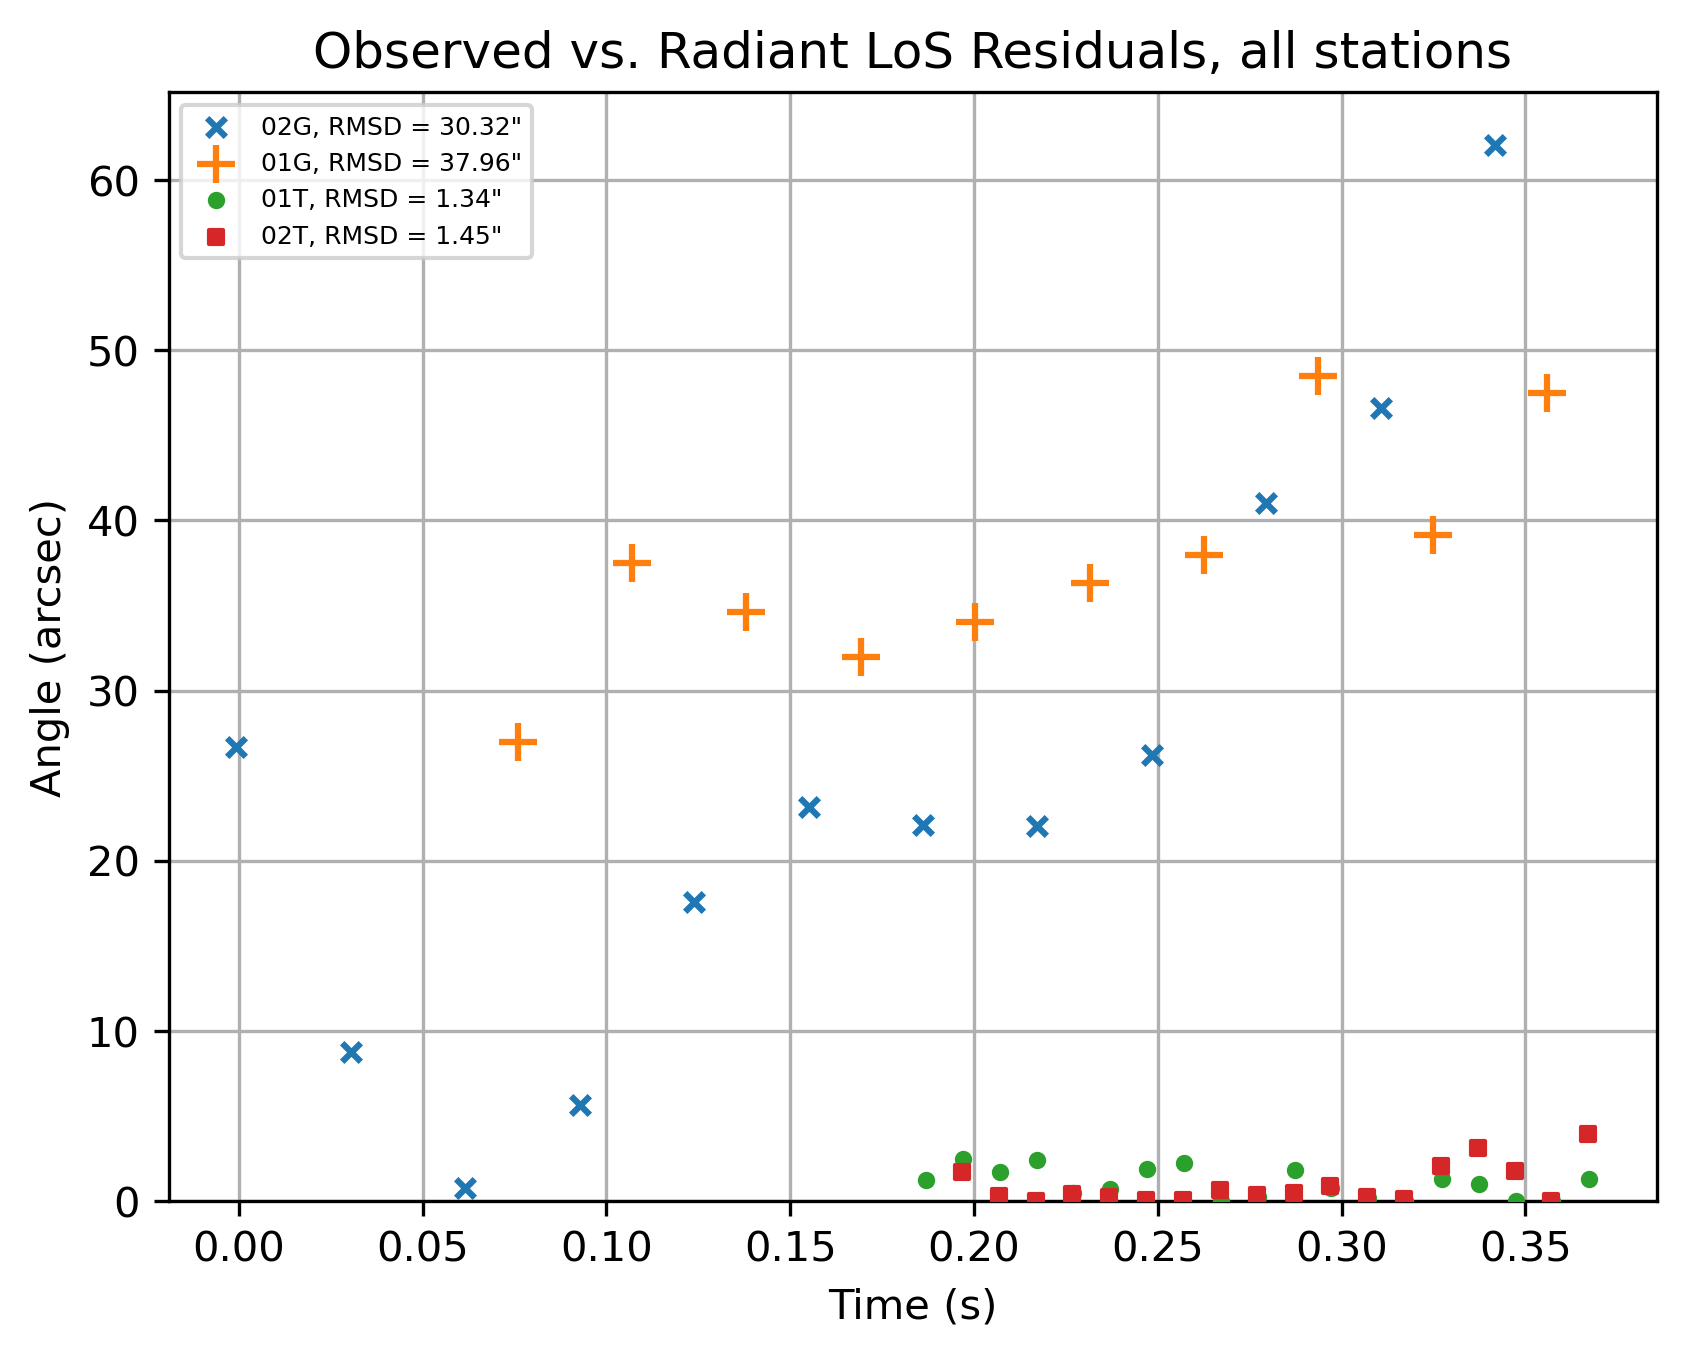 Observed vs. Radiant LoS Residuals, all stations
02G, RMSD = 30.32"
01G, RMSD = 37.96"
01T, RMSD = 1.34"
02T, RMSD = 1.45"
60
50
40
30
20
10
0
Angle (arcsec)
0.00 0.05 0.10 0.15 0.20 0.25 0.30 0.35
Time (s)